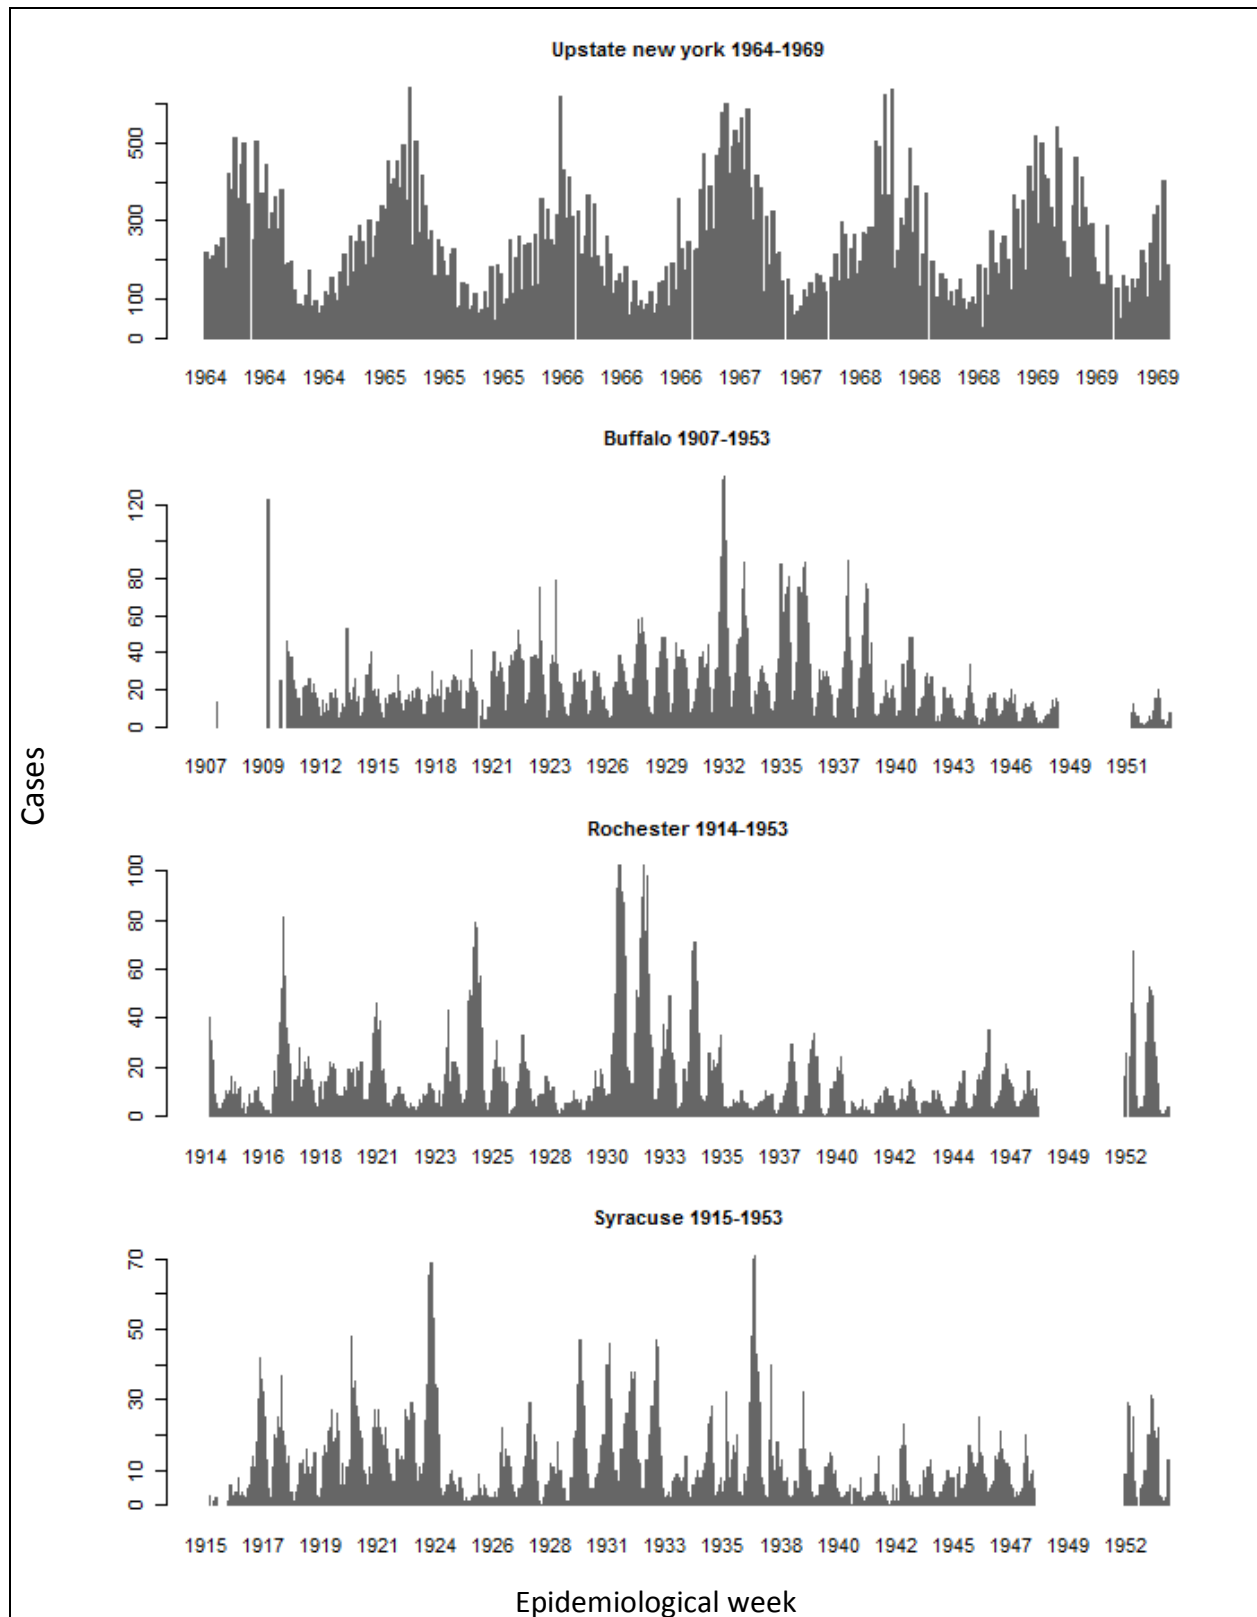 Upstate new york 1964-1969
500
300
100
0
1964 1964 1964 1965 1965 1965 1966 1966 1966 1967 1967 1968 1968 1968 1969 1969 1969
Buffalo 1907-1953
120
80
60
40
20
0
1907 1909 1912 1915 1918 1921 1923 1926 1929 1932 1935 1937 1940 1943 1946 1949 1951
Cases
Rochester 1914-1953
100
80
60
40
20
0
1914 1916 1918 1921 1923 1925 1928 1930 1933 1935 1937 1940 1942 1944 1947 1949 1952
Syracuse 1915-1953
70
50
30
10
0
1915 1917 1919 1921 1924 1926 1928 1931 1933 1935 1938 1940 1942 1945 1947 1949 1952
Epidemiological week